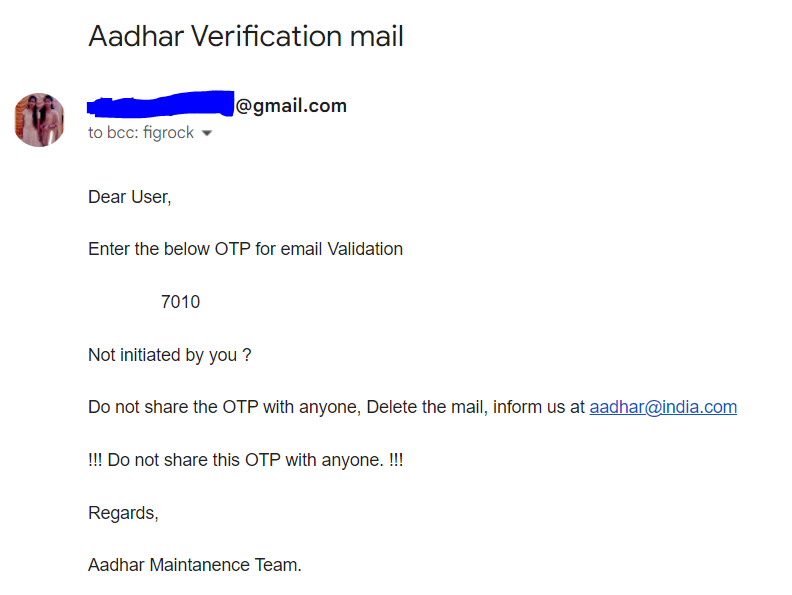 Aadhar Verification mail
@gmail.com
to bcc: figrock
Dear User,
Enter the below OTP for email Validation
7010
Not initiated by you ?
Do not share the OTP with anyone, Delete the mail, inform us at aadhar@india.com
!!! Do not share this OTP with anyone. !!!
Regards,
Aadhar Maintanence Team.